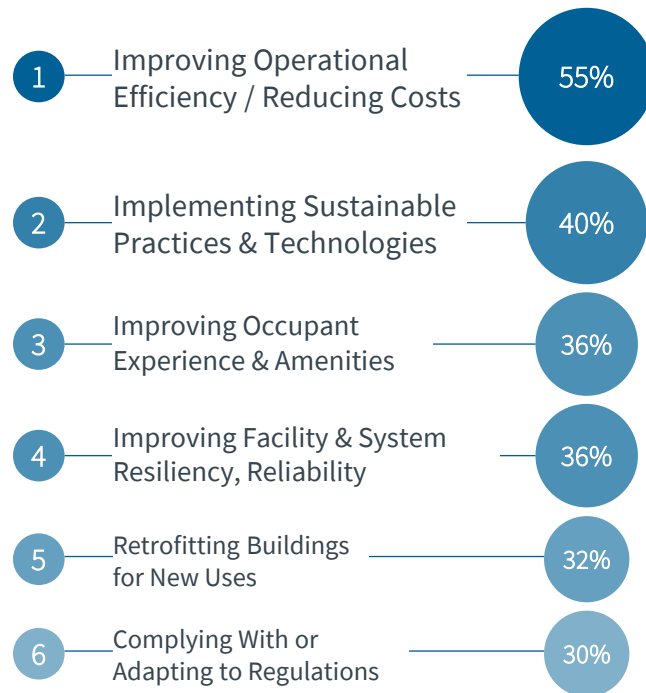 1
Improving Operational
Efficiency / Reducing Costs
55%
2
Implementing Sustainable
Practices & Technologies
40%
3
Improving Occupant
Experience & Amenities
36%
4
Improving Facility & System
Resiliency, Reliability
36%
5
Retrofitting Buildings
for New Uses
32%
6
Complying With or
Adapting to Regulations
30%